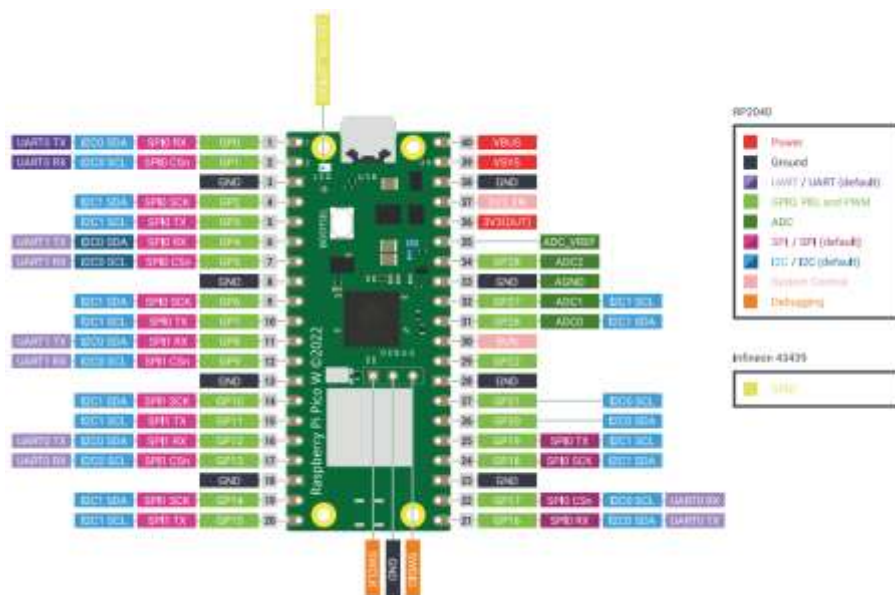 UART0 TX I2C0 SDA SPI0 RX GP0 1 40 VBUS
UART0 RX I2C0 SCL SPI0 CSn GP1 2 39 VSYS
GND 3 38 GND
I2C1 SDA SPI0 SCK GP2 4 37 3V3_EN
I2C1 SCL SPI0 TX GP3 5 36 3V3(OUT)
UART1 TX I2C0 SDA SPI0 RX GP4 6 35 ADC_VREF
UART1 RX I2C0 SCL SPI0 CSn GP5 7 34 GP28 ADC2
GND 8 33 GND AGND
I2C1 SDA SPI0 SCK GP6 9 32 GP27 ADC1 I2C1 SCL
I2C1 SCL SPI0 TX GP7 10 31 GP26 ADC0 I2C1 SDA
UART1 TX I2C0 SDA SPI1 RX GP8 11 30 RUN
UART1 RX I2C0 SCL SPI1 CSn GP9 12 29 GP22
GND 13 28 GND
I2C1 SDA SPI1 SCK GP10 14 27 GP21 I2C0 SCL
I2C1 SCL SPI1 TX GP11 15 26 GP20 I2C0 SDA
UART0 TX I2C0 SDA SPI1 RX GP12 16 25 GP19 SPI0 TX I2C1 SCL
UART0 RX I2C0 SCL SPI1 CSn GP13 17 24 GP18 SPI0 SCK I2C1 SDA
GND 18 23 GND
I2C1 SDA SPI1 SCK GP14 19 22 GP17 SPI0 CSn I2C0 SCL UART0 RX
I2C1 SCL SPI1 TX GP15 20 21 GP16 SPI0 RX I2C0 SDA UART0 TX
USB
BOOTSEL
DEBUG
Raspberry Pi Pico W ©2022
SWCLK
GND
SWDIO
RP2040
Power
Ground
UART / UART (default)
GPIO, PIO, and PWM
ADC
SPI / SPI (default)
I2C / I2C (default)
System Control
Debugging
Infineon 43439
GPIO